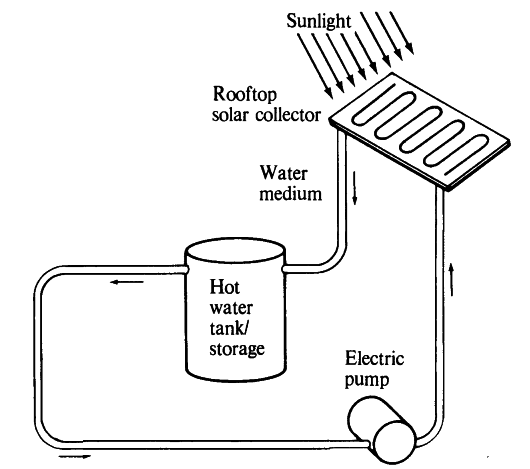 Sunlight
Rooftop
solar collector
Water
medium
Hot
water
tank/
storage
Electric
pump